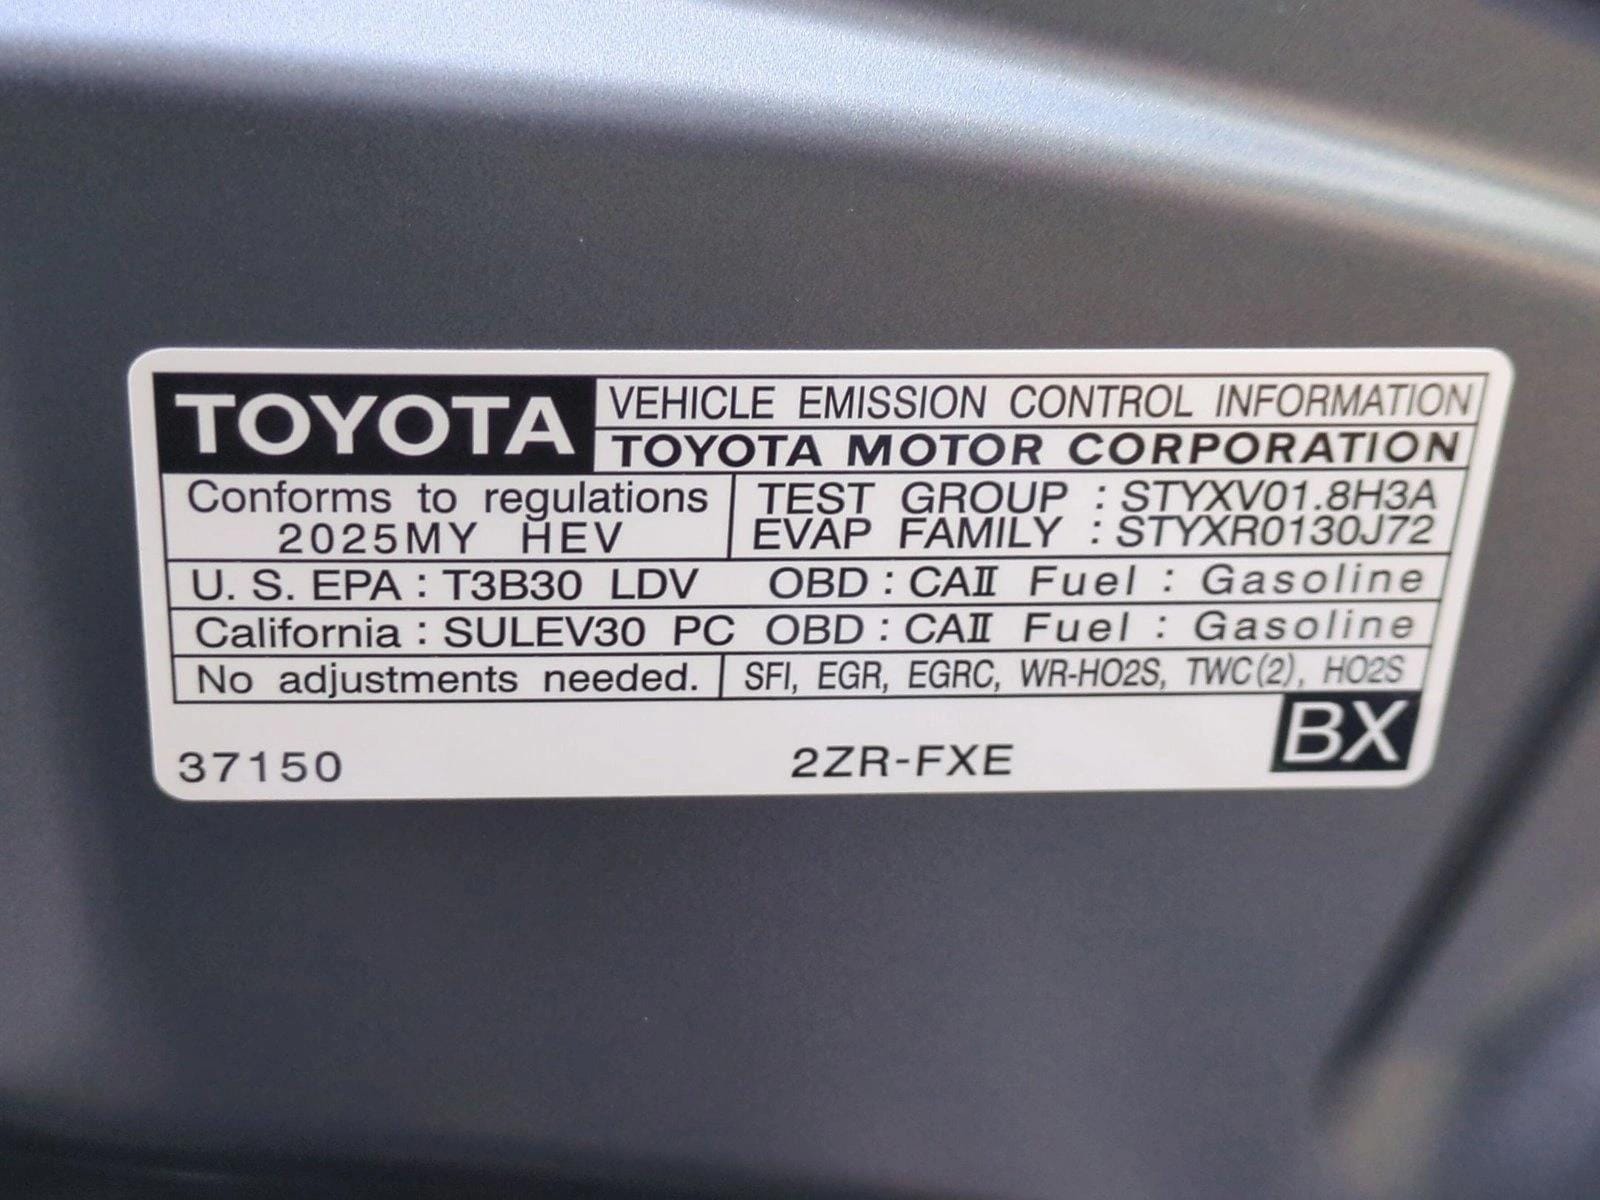 TOYOTA VEHICLE EMISSION CONTROL INFORMATION
TOYOTA MOTOR CORPORATION
Conforms to regulations
2025MY HEV
TEST GROUP : STYXV01.8H3A
EVAP FAMILY : STYXR0130J72
U. S. EPA : T3B30 LDV OBD : CAⅡ Fuel : Gasoline
California : SULEV30 PC OBD : CAⅡ Fuel : Gasoline
No adjustments needed. SFI, EGR, EGRC, WR-HO2S, TWC(2), HO2S
37150 2ZR-FXE BX